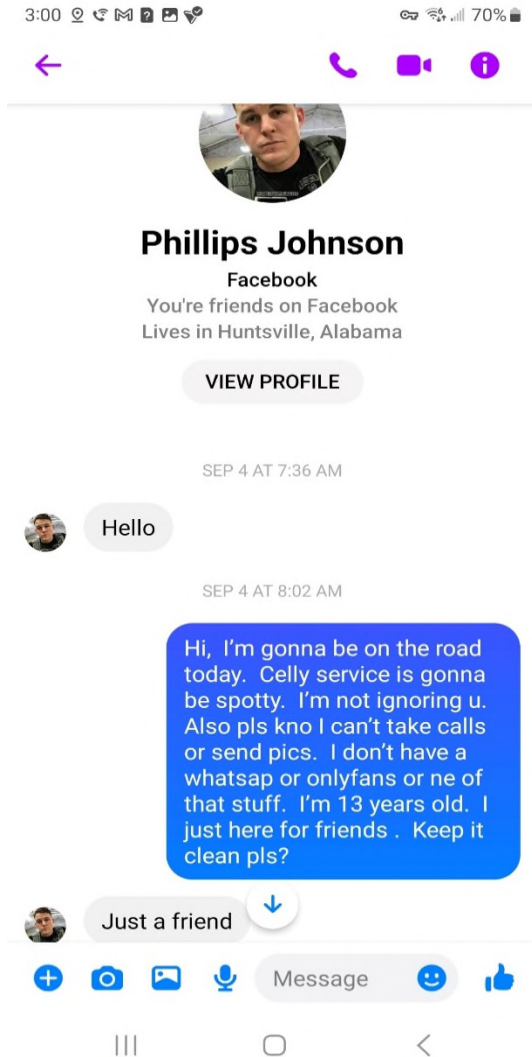 3:00
70%
Phillips Johnson
Facebook
You're friends on Facebook
Lives in Huntsville, Alabama
VIEW PROFILE
SEP 4 AT 7:36 AM
Hello
SEP 4 AT 8:02 AM
Hi, I'm gonna be on the road
today. Celly service is gonna
be spotty. I'm not ignoring u.
Also pls kno I can't take calls
or send pics. I don't have a
whatsap or onlyfans or ne of
that stuff. I'm 13 years old. I
just here for friends . Keep it
clean pls?
Just a friend
Message